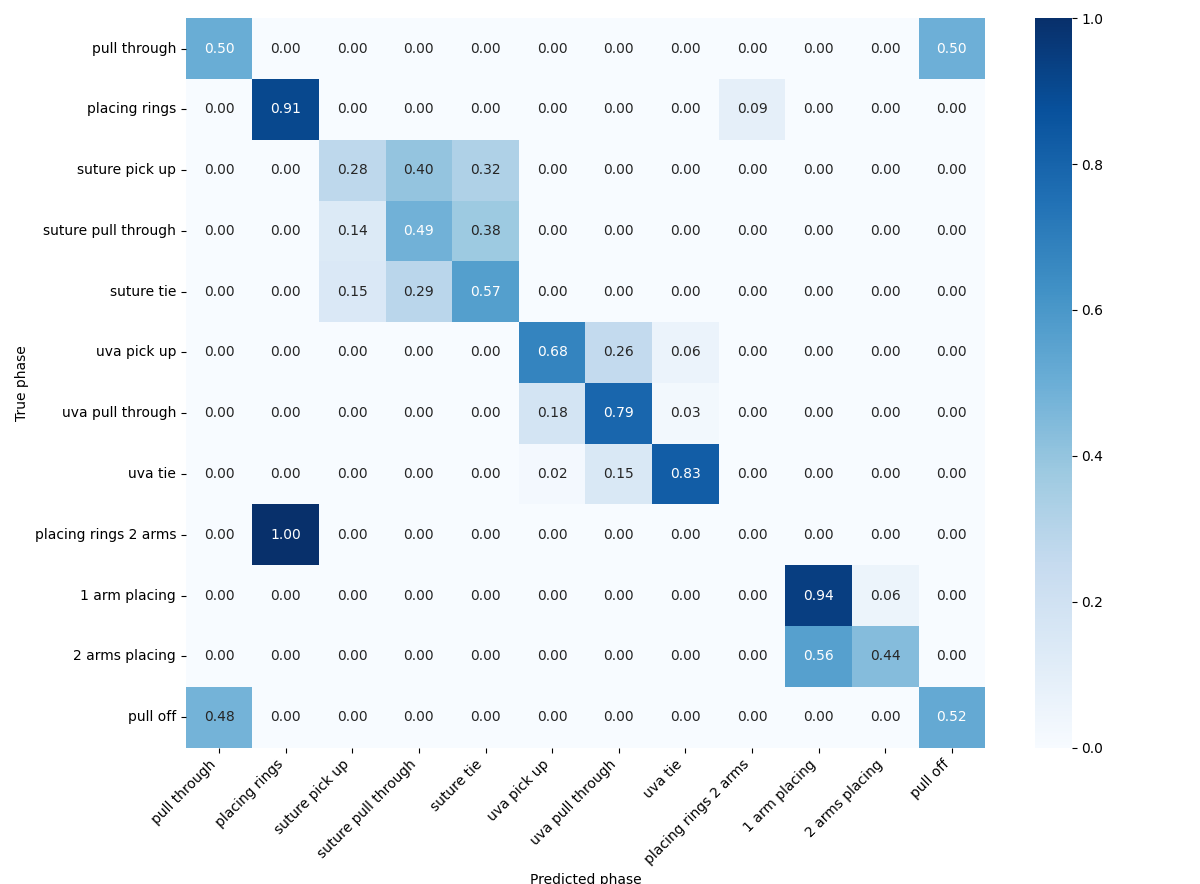 pull through 0.50 0.00 0.00 0.00 0.00 0.00 0.00 0.00 0.00 0.00 0.00 0.50
placing rings 0.00 0.91 0.00 0.00 0.00 0.00 0.00 0.00 0.09 0.00 0.00 0.00
suture pick up 0.00 0.00 0.28 0.40 0.32 0.00 0.00 0.00 0.00 0.00 0.00 0.00
suture pull through 0.00 0.00 0.14 0.49 0.38 0.00 0.00 0.00 0.00 0.00 0.00 0.00
suture tie 0.00 0.00 0.15 0.29 0.57 0.00 0.00 0.00 0.00 0.00 0.00 0.00
uva pick up 0.00 0.00 0.00 0.00 0.00 0.68 0.26 0.06 0.00 0.00 0.00 0.00
uva pull through 0.00 0.00 0.00 0.00 0.00 0.18 0.79 0.03 0.00 0.00 0.00 0.00
uva tie 0.00 0.00 0.00 0.00 0.00 0.02 0.15 0.83 0.00 0.00 0.00 0.00
placing rings 2 arms 0.00 1.00 0.00 0.00 0.00 0.00 0.00 0.00 0.00 0.00 0.00 0.00
1 arm placing 0.00 0.00 0.00 0.00 0.00 0.00 0.00 0.00 0.00 0.94 0.06 0.00
2 arms placing 0.00 0.00 0.00 0.00 0.00 0.00 0.00 0.00 0.00 0.56 0.44 0.00
pull off 0.48 0.00 0.00 0.00 0.00 0.00 0.00 0.00 0.00 0.00 0.00 0.52
True phase
pull through
placing rings
suture pick up
suture pull through
suture tie
uva pick up
uva pull through
uva tie
placing rings 2 arms
1 arm placing
2 arms placing
pull off
Predicted phase
1.0
0.8
0.6
0.4
0.2
0.0